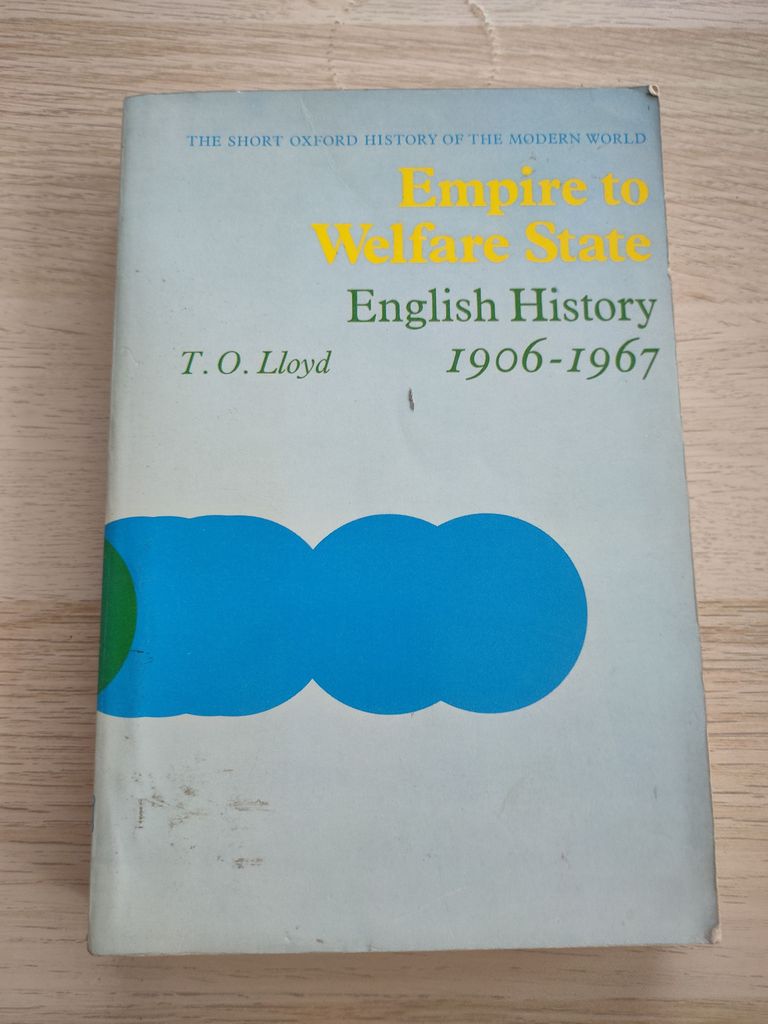 THE SHORT OXFORD HISTORY OF THE MODERN WORLD
Empire to
Welfare State
English History
T. O. Lloyd 1906-1967